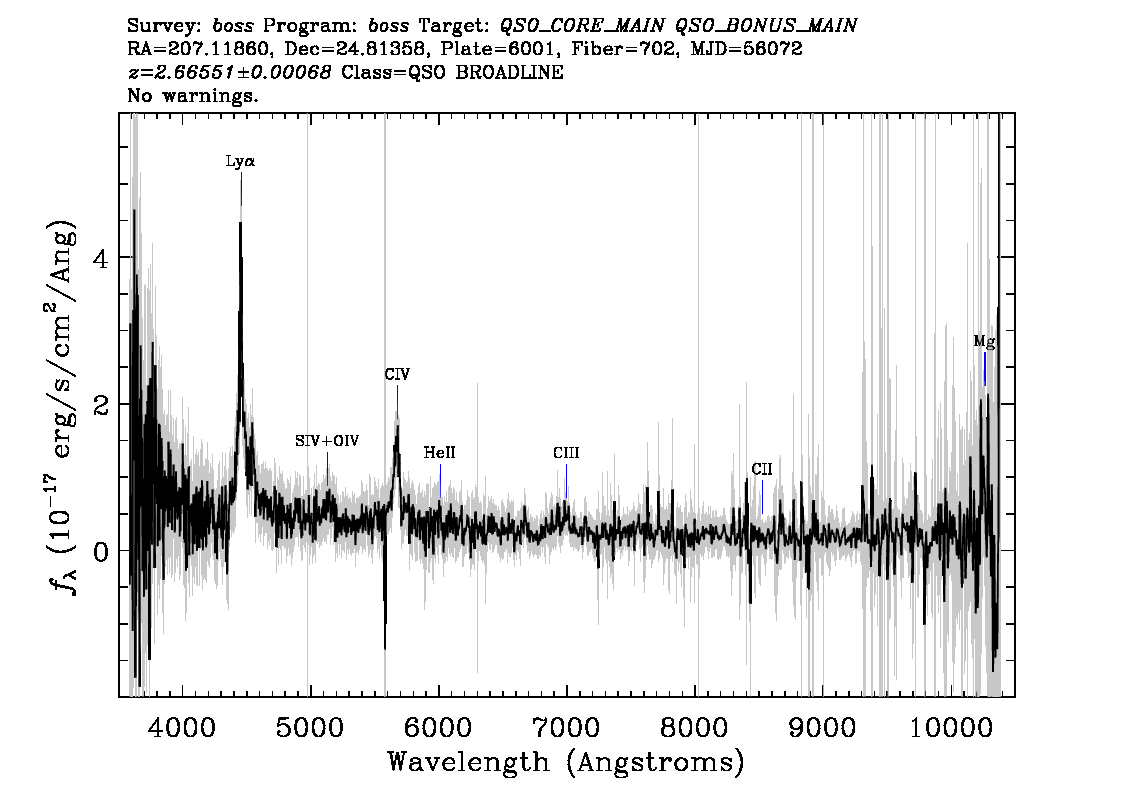 Survey: boss Program: boss Target: QSO_CORE_MAIN QSO_BONUS_MAIN
RA=207.11860, Dec=24.81358, Plate=6001, Fiber=702, MJD=56072
z=2.66551±0.00068 Class=QSO BROADLINE
No warnings.
Lyα
CIV
SIV+OIV
HeII
CIII
CII
Mg
4
2
0
f_λ (10^−17 erg/s/cm^2/Ang)
4000 5000 6000 7000 8000 9000 10000
Wavelength (Angstroms)